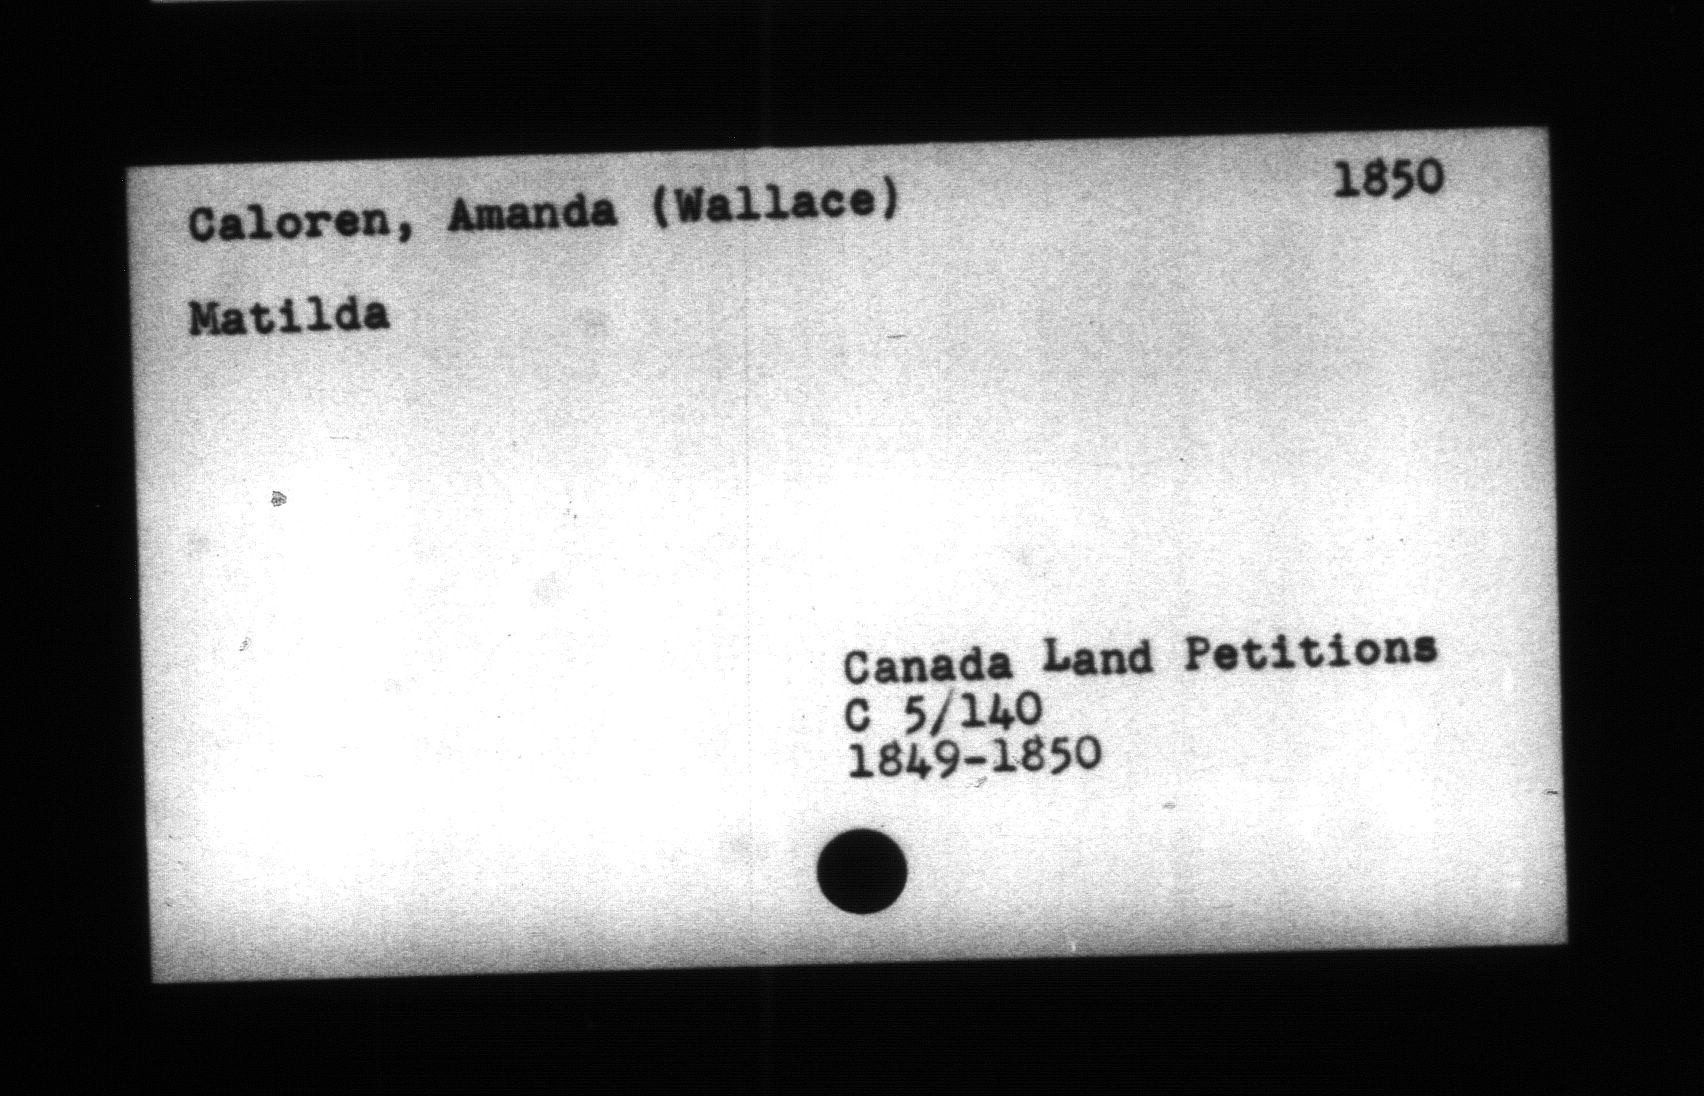 Caloren, Amanda (Wallace) 1850
Matilda
Canada Land Petitions
C 5/140
1849-1850